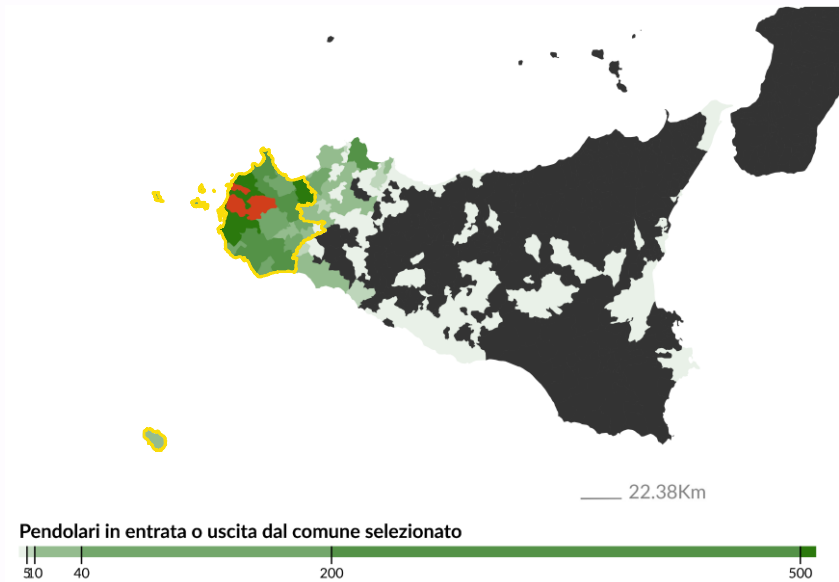 22.38Km
Pendolari in entrata o uscita dal comune selezionato
5 10 40 200 500